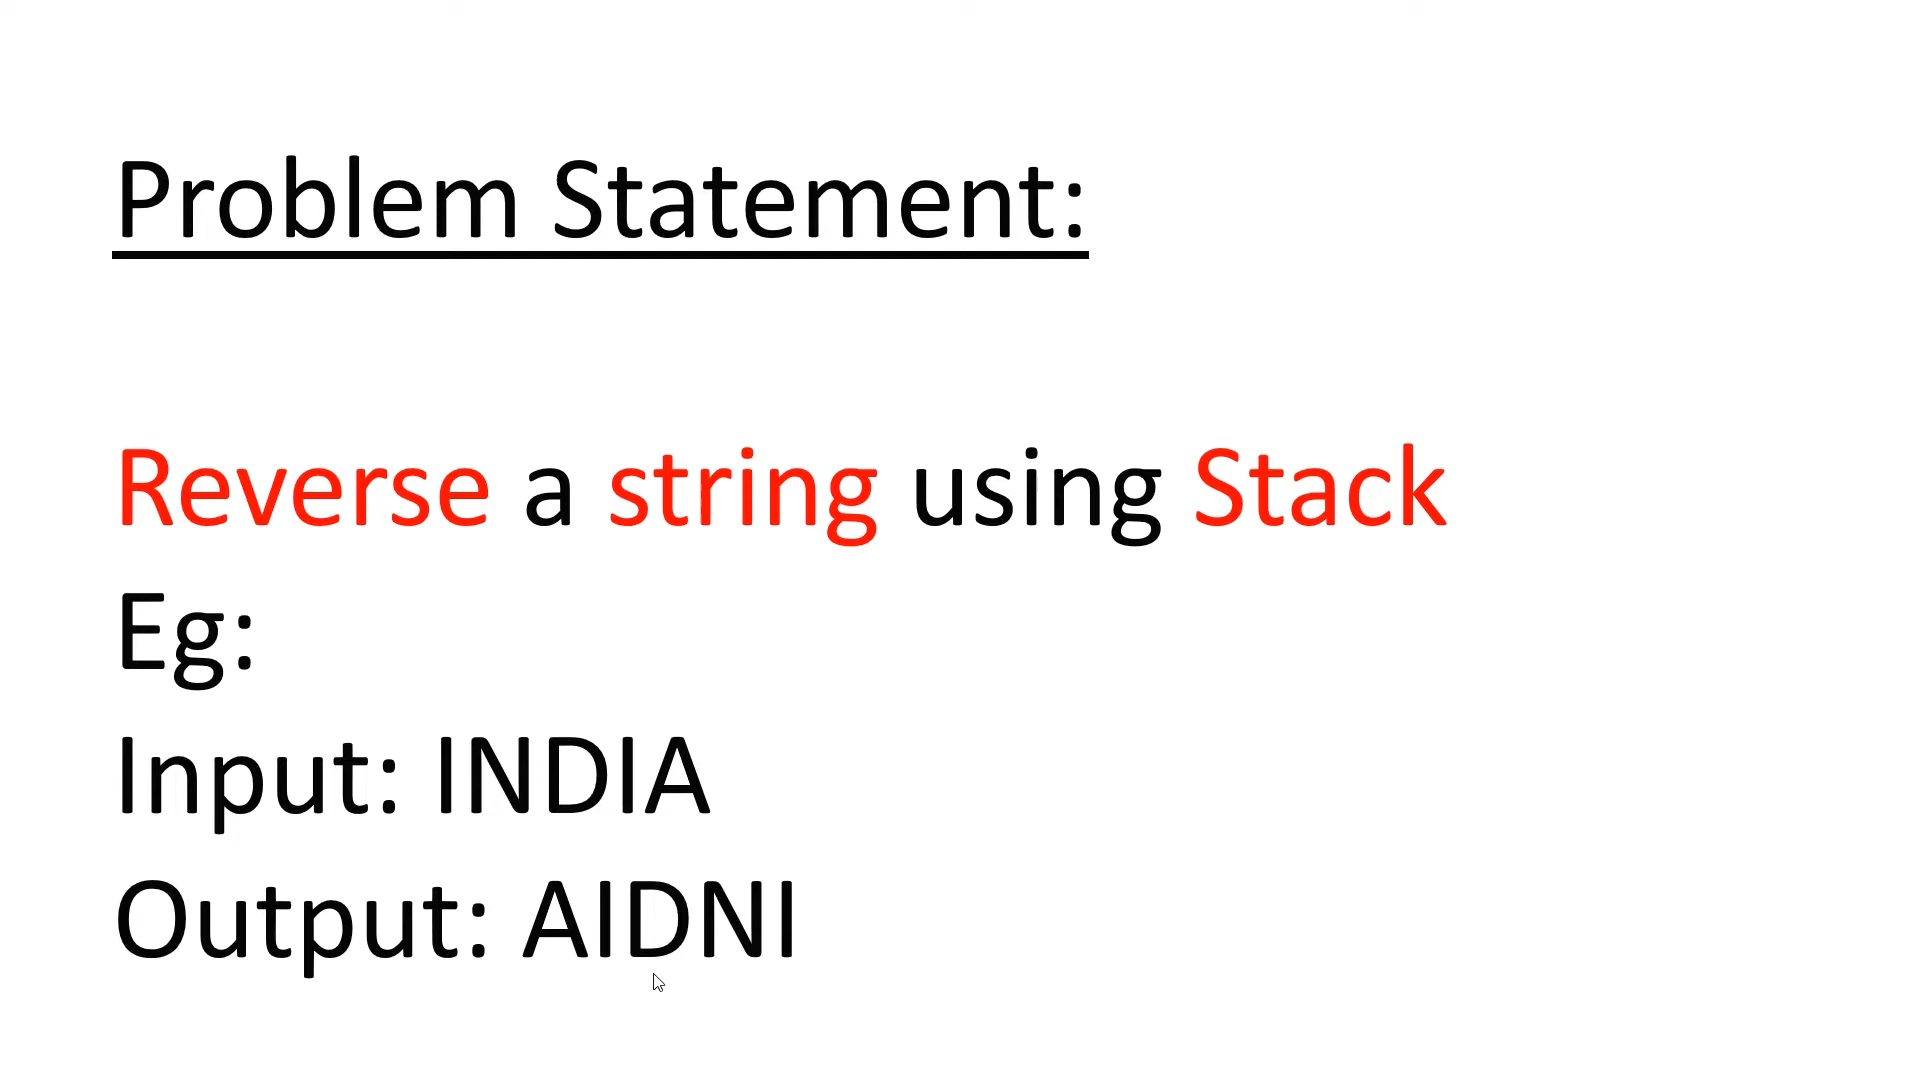 Problem Statement:
Reverse a string using Stack
Eg:
Input: INDIA
Output: AIDNI